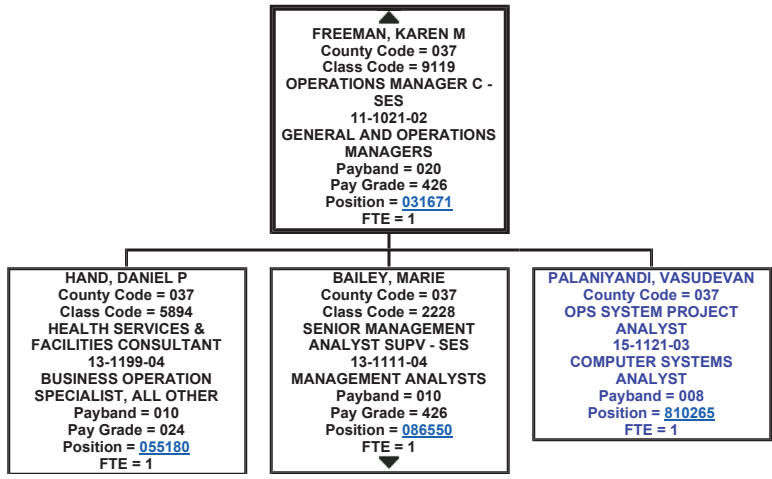 FREEMAN, KAREN M
County Code = 037
Class Code = 9119
OPERATIONS MANAGER C -
SES
11-1021-02
GENERAL AND OPERATIONS
MANAGERS
Payband = 020
Pay Grade = 426
Position = 031671
FTE = 1
HAND, DANIEL P
County Code = 037
Class Code = 5894
HEALTH SERVICES &
FACILITIES CONSULTANT
13-1199-04
BUSINESS OPERATION
SPECIALIST, ALL OTHER
Payband = 010
Pay Grade = 024
Position = 055180
FTE = 1
BAILEY, MARIE
County Code = 037
Class Code = 2228
SENIOR MANAGEMENT
ANALYST SUPV - SES
13-1111-04
MANAGEMENT ANALYSTS
Payband = 010
Pay Grade = 426
Position = 086550
FTE = 1
PALANIYANDI, VASUDEVAN
County Code = 037
OPS SYSTEM PROJECT
ANALYST
15-1121-03
COMPUTER SYSTEMS
ANALYST
Payband = 008
Position = 810265
FTE = 1